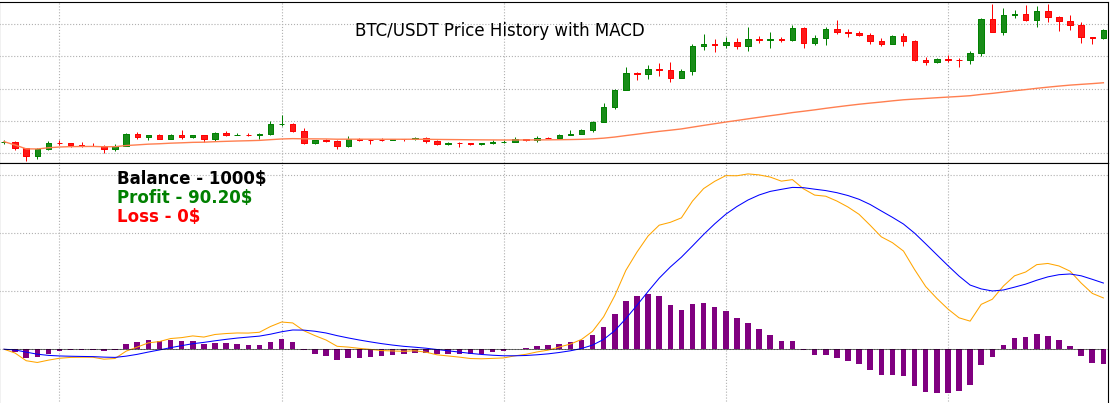 BTC/USDT Price History with MACD
Balance - 1000$
Profit - 90.20$
Loss - 0$